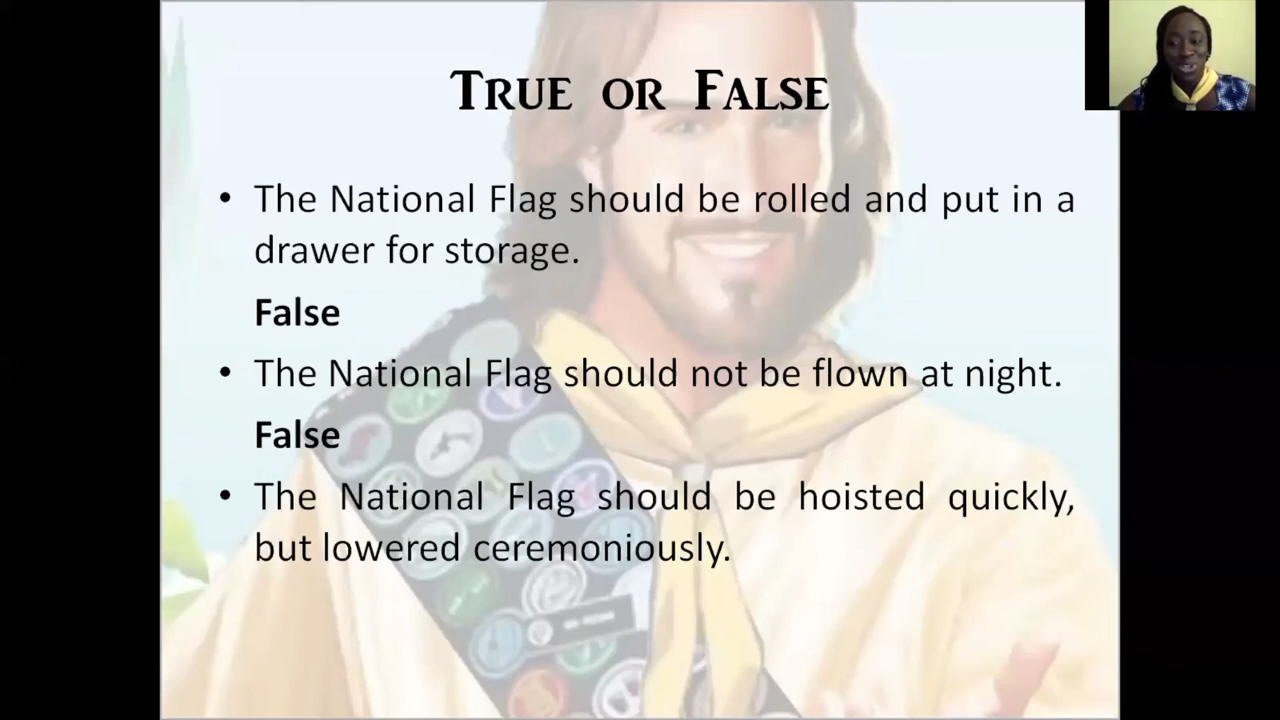 TRUE OR FALSE
• The National Flag should be rolled and put in a
drawer for storage.
False
• The National Flag should not be flown at night.
False
• The National Flag should be hoisted quickly,
but lowered ceremoniously.